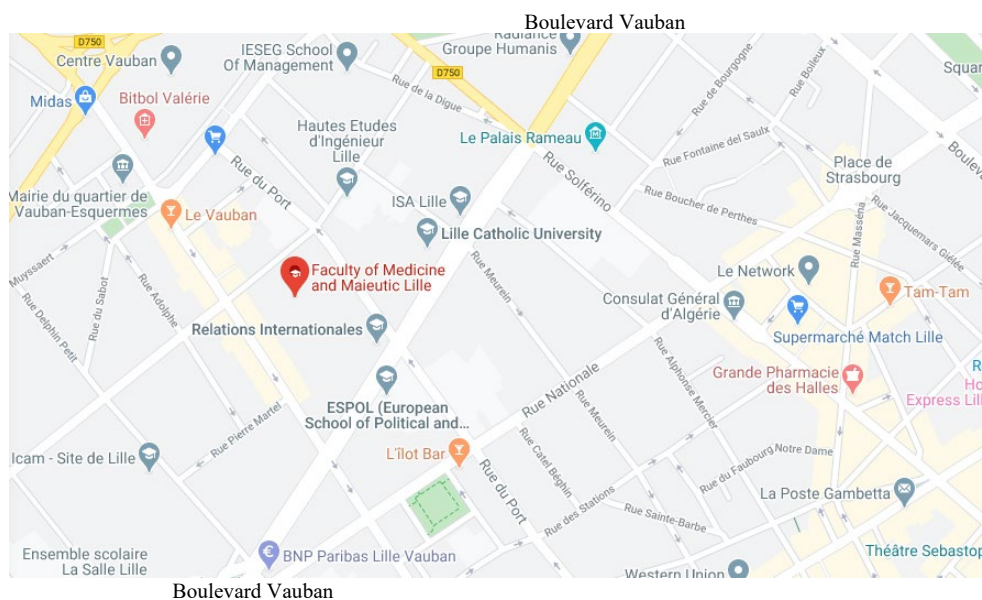 Boulevard Vauban
D750
Centre Vauban
IESEG School
Of Management
Radiance
Groupe Humanis
D750
Rue de la Digue
Rue de Bourgogne
Rue Boileux
Squar
Midas
Bitbol Valérie
Hautes Etudes
d'Ingénieur
Lille
Le Palais Rameau
Rue Solférino
Rue Fontaine del Saulx
Place de
Strasbourg
Boulev
Mairie du quartier de
Vauban-Esquermes
Rue du Port
ISA Lille
Rue Boucher de Perthes
Rue Masséna
Rue Jacquemars Giélée
Le Vauban
Lille Catholic University
Muyssaert
Rue du Sabot
Rue Adolphe
Faculty of Medicine
and Maieutic Lille
Rue Meurein
Le Network
Tam-Tam
Consulat Général
d'Algérie
Rue Delphin Petit
Relations Internationales
Supermarché Match Lille
Rue Nationale
Rue Alphonse Mercier
Grande Pharmacie
des Halles
R
Ho
Express Lill
ESPOL (European
School of Political and...
Rue Pierre Martel
Rue Meurein
Icam - Site de Lille
L'îlot Bar
Rue du Port
Rue Catel Béghin
Rue du Faubourg Notre Dame
La Poste Gambetta
Rue des Stations
Rue Sainte-Barbe
Ensemble scolaire
La Salle Lille
BNP Paribas Lille Vauban
Théâtre Sebastop
Western Union
Boulevard Vauban